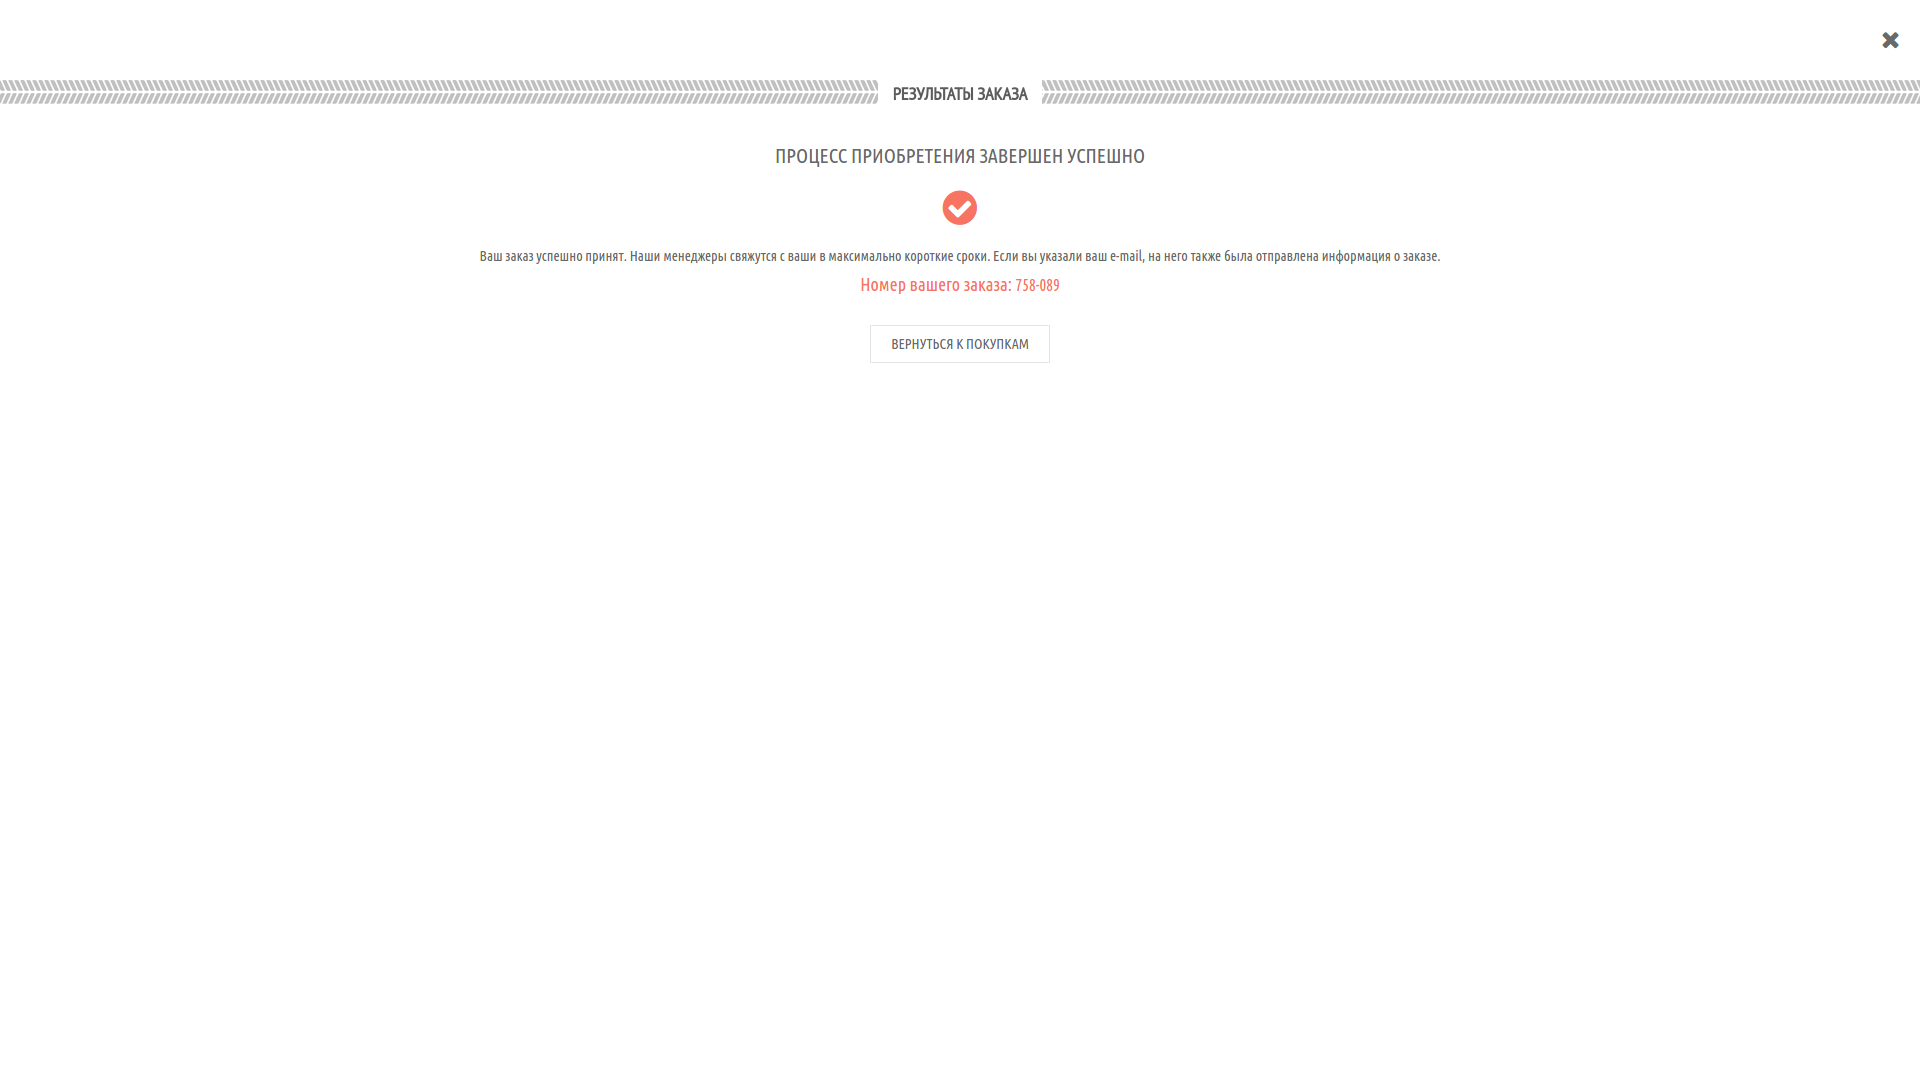 РЕЗУЛЬТАТЫ ЗАКАЗА
ПРОЦЕСС ПРИОБРЕТЕНИЯ ЗАВЕРШЕН УСПЕШНО
Ваш заказ успешно принят. Наши менеджеры свяжутся с ваши в максимально короткие сроки. Если вы указали ваш e-mail, на него также была отправлена информация о заказе.
Номер вашего заказа: 758-089
ВЕРНУТЬСЯ К ПОКУПКАМ